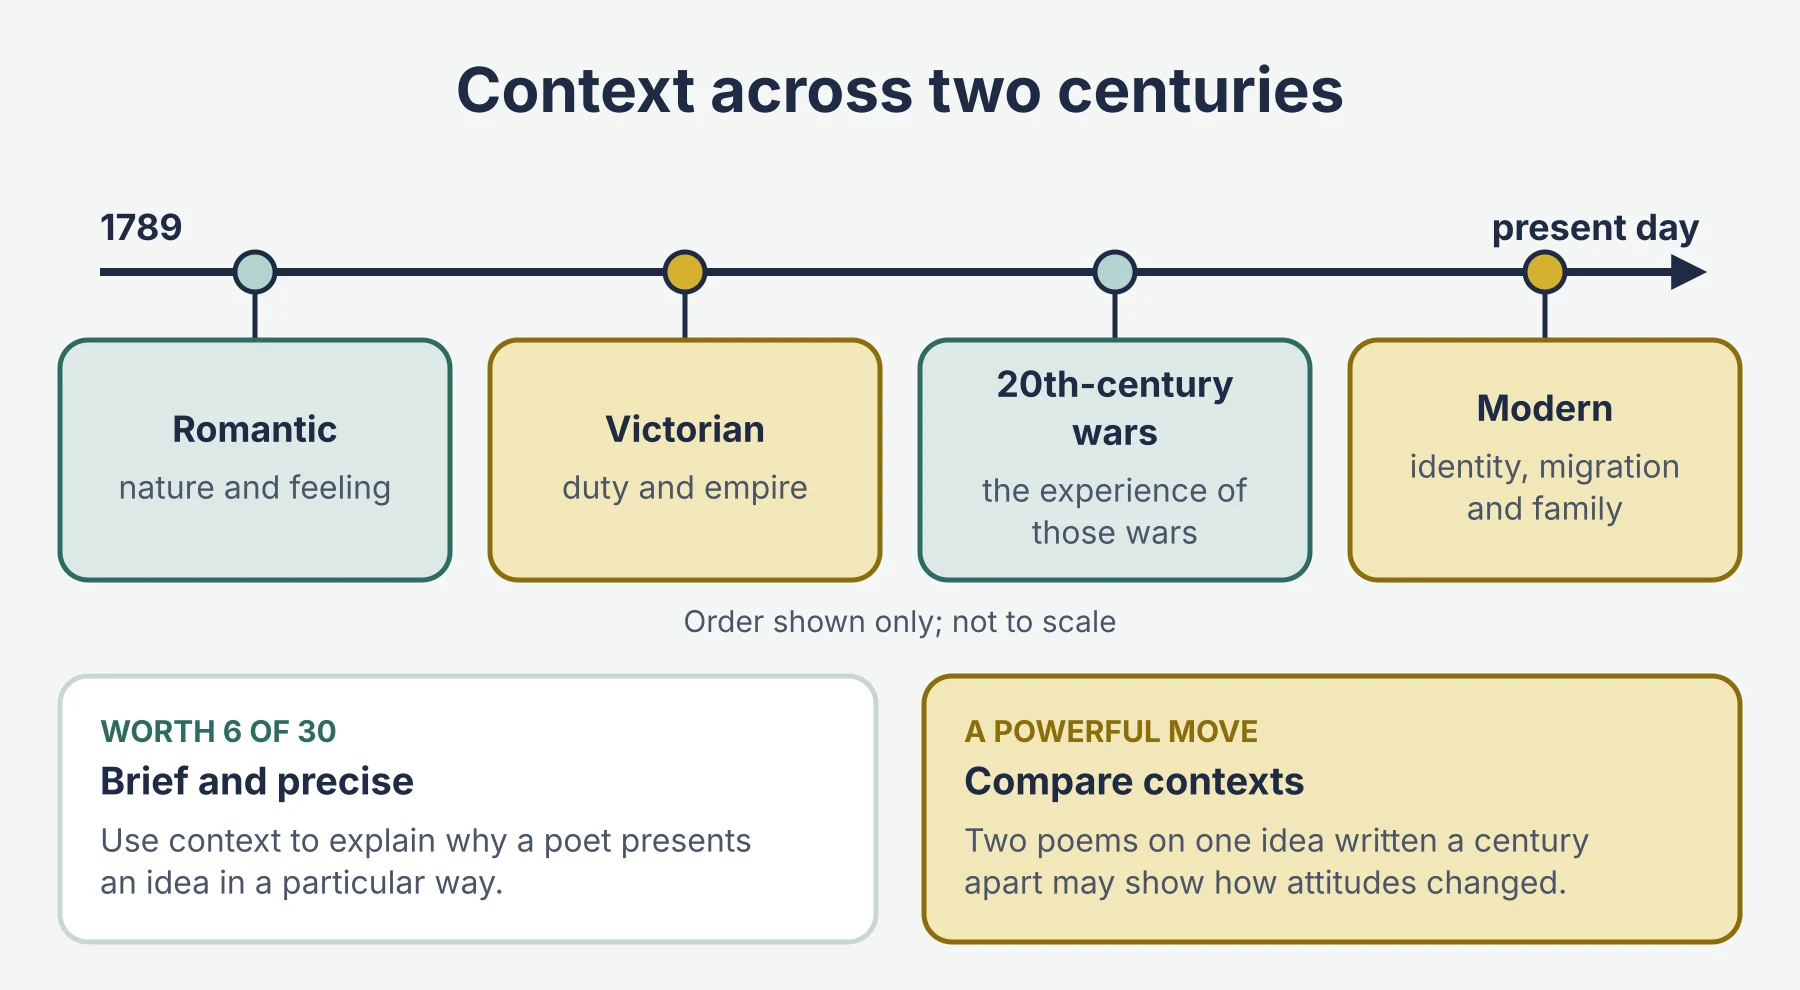 Context across two centuries
1789
present day
Romantic
nature and feeling
Victorian
duty and empire
20th-century
wars
the experience of
those wars
Modern
identity, migration
and family
Order shown only; not to scale
WORTH 6 OF 30
Brief and precise
Use context to explain why a poet presents
an idea in a particular way.
A POWERFUL MOVE
Compare contexts
Two poems on one idea written a century
apart may show how attitudes changed.